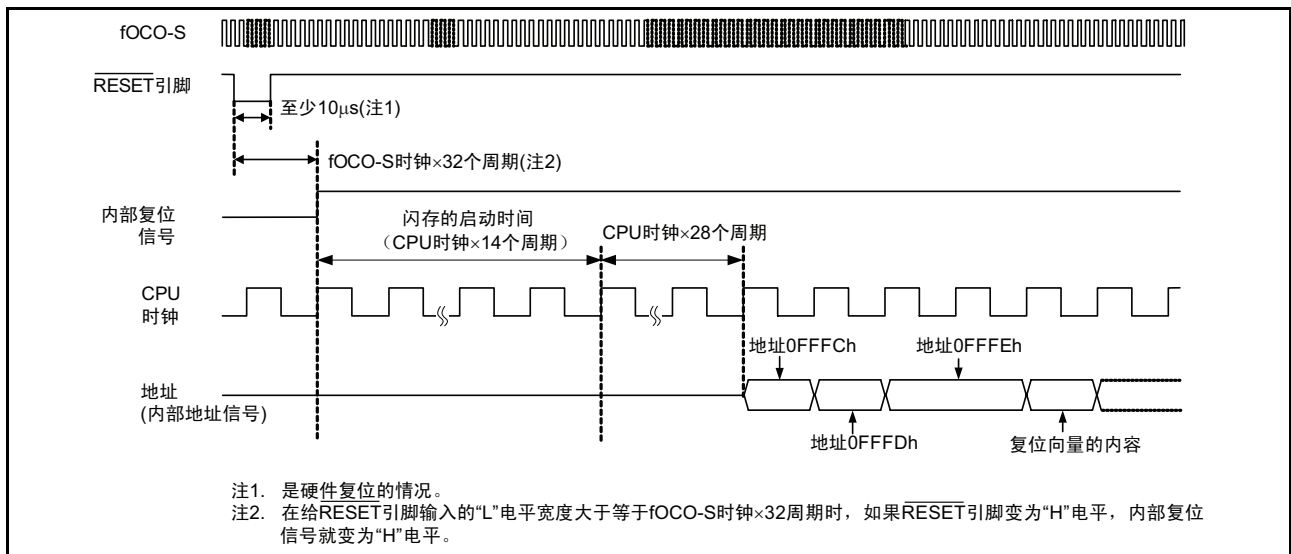 fOCO-S
RESET引脚
至少10μs(注1)
fOCO-S时钟×32个周期(注2)
内部复位
信号
闪存的启动时间
（CPU时钟×14个周期）
CPU时钟×28个周期
CPU
时钟
地址0FFFCh
地址0FFFEh
地址
(内部地址信号)
地址0FFFDh
复位向量的内容
注1. 是硬件复位的情况。
注2. 在给RESET引脚输入的“L”电平宽度大于等于fOCO-S时钟×32周期时，如果RESET引脚变为“H”电平，内部复位
信号就变为“H”电平。